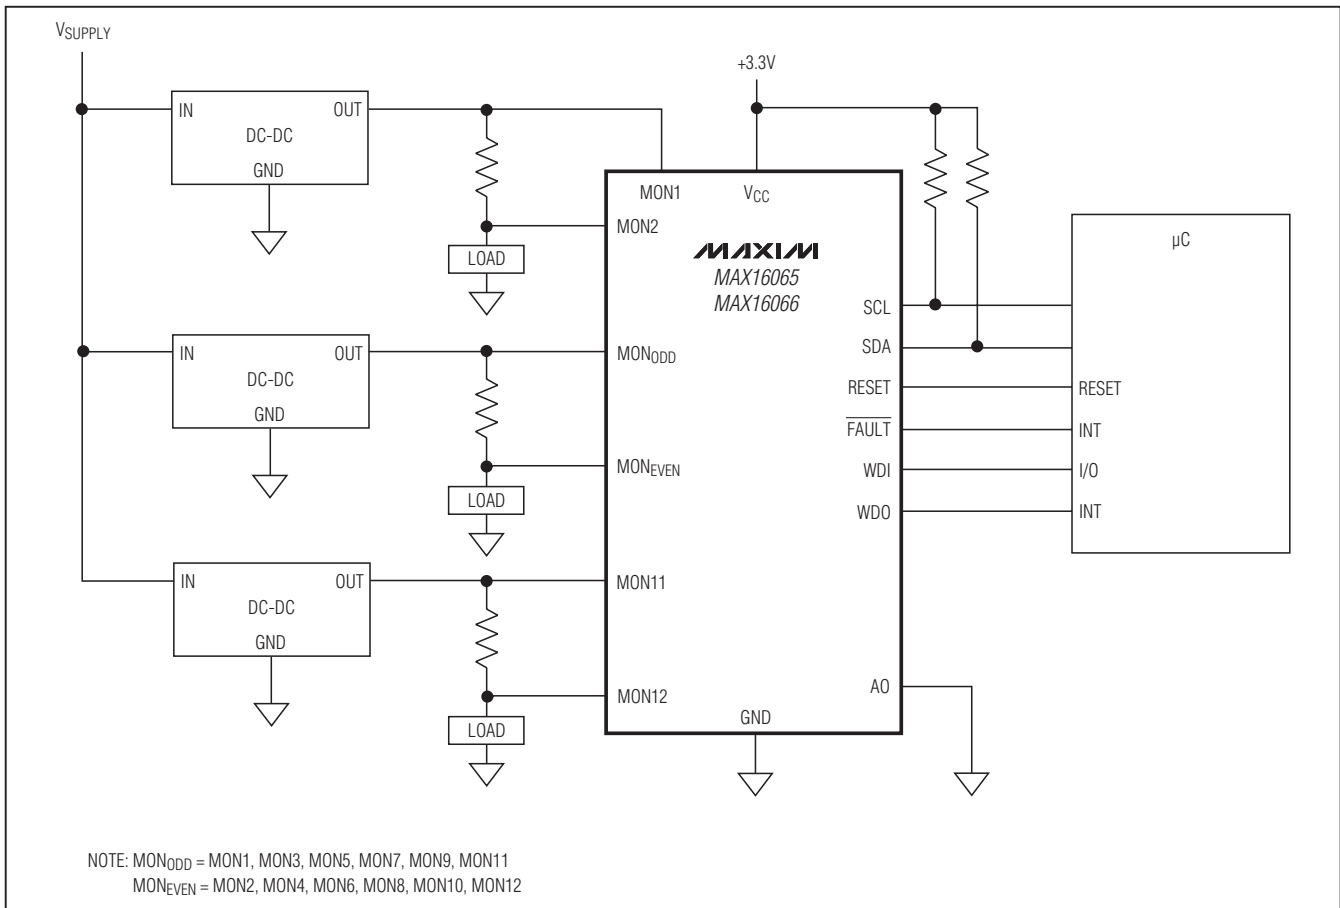 VSUPPLY
+3.3V
IN
OUT
DC-DC
GND
MON1
VCC
MON2
LOAD
MAXIM
MAX16065
MAX16066
µC
SCL
SDA
IN
OUT
DC-DC
GND
MONODD
RESET
RESET
FAULT
INT
MONEVEN
WDI
I/O
LOAD
WDO
INT
IN
OUT
DC-DC
GND
MON11
MON12
LOAD
A0
GND
NOTE: MONODD = MON1, MON3, MON5, MON7, MON9, MON11
MONEVEN = MON2, MON4, MON6, MON8, MON10, MON12